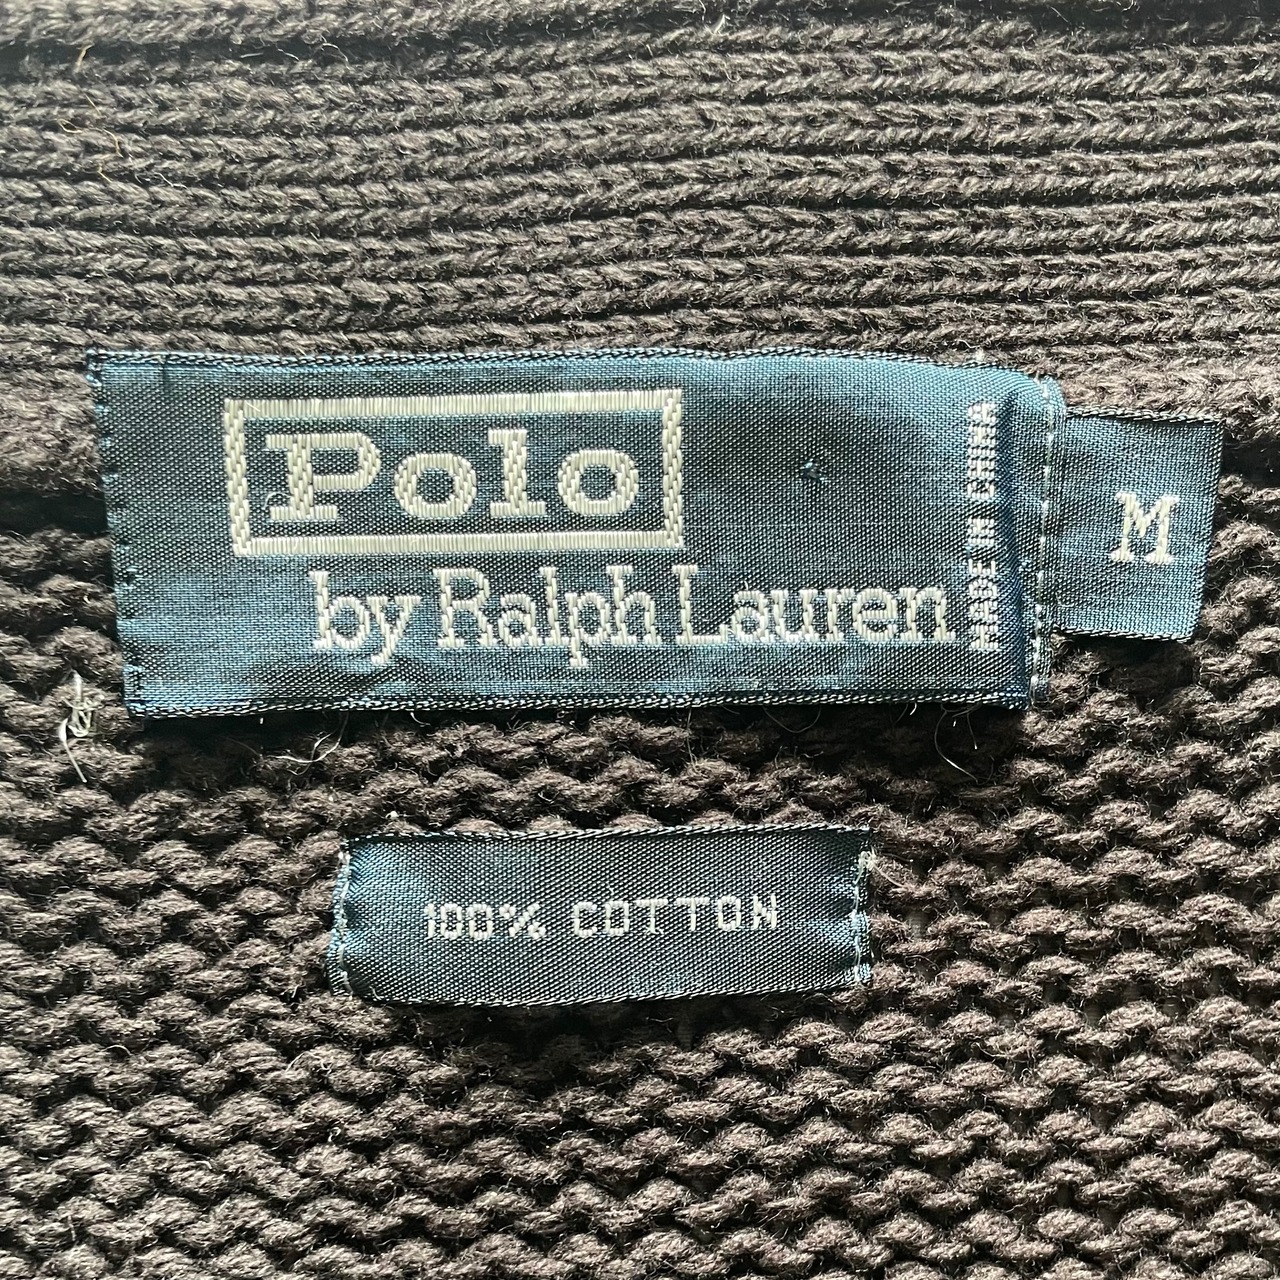 Polo
by Ralph Lauren
MADE IN CHINA
M
100% COTTON